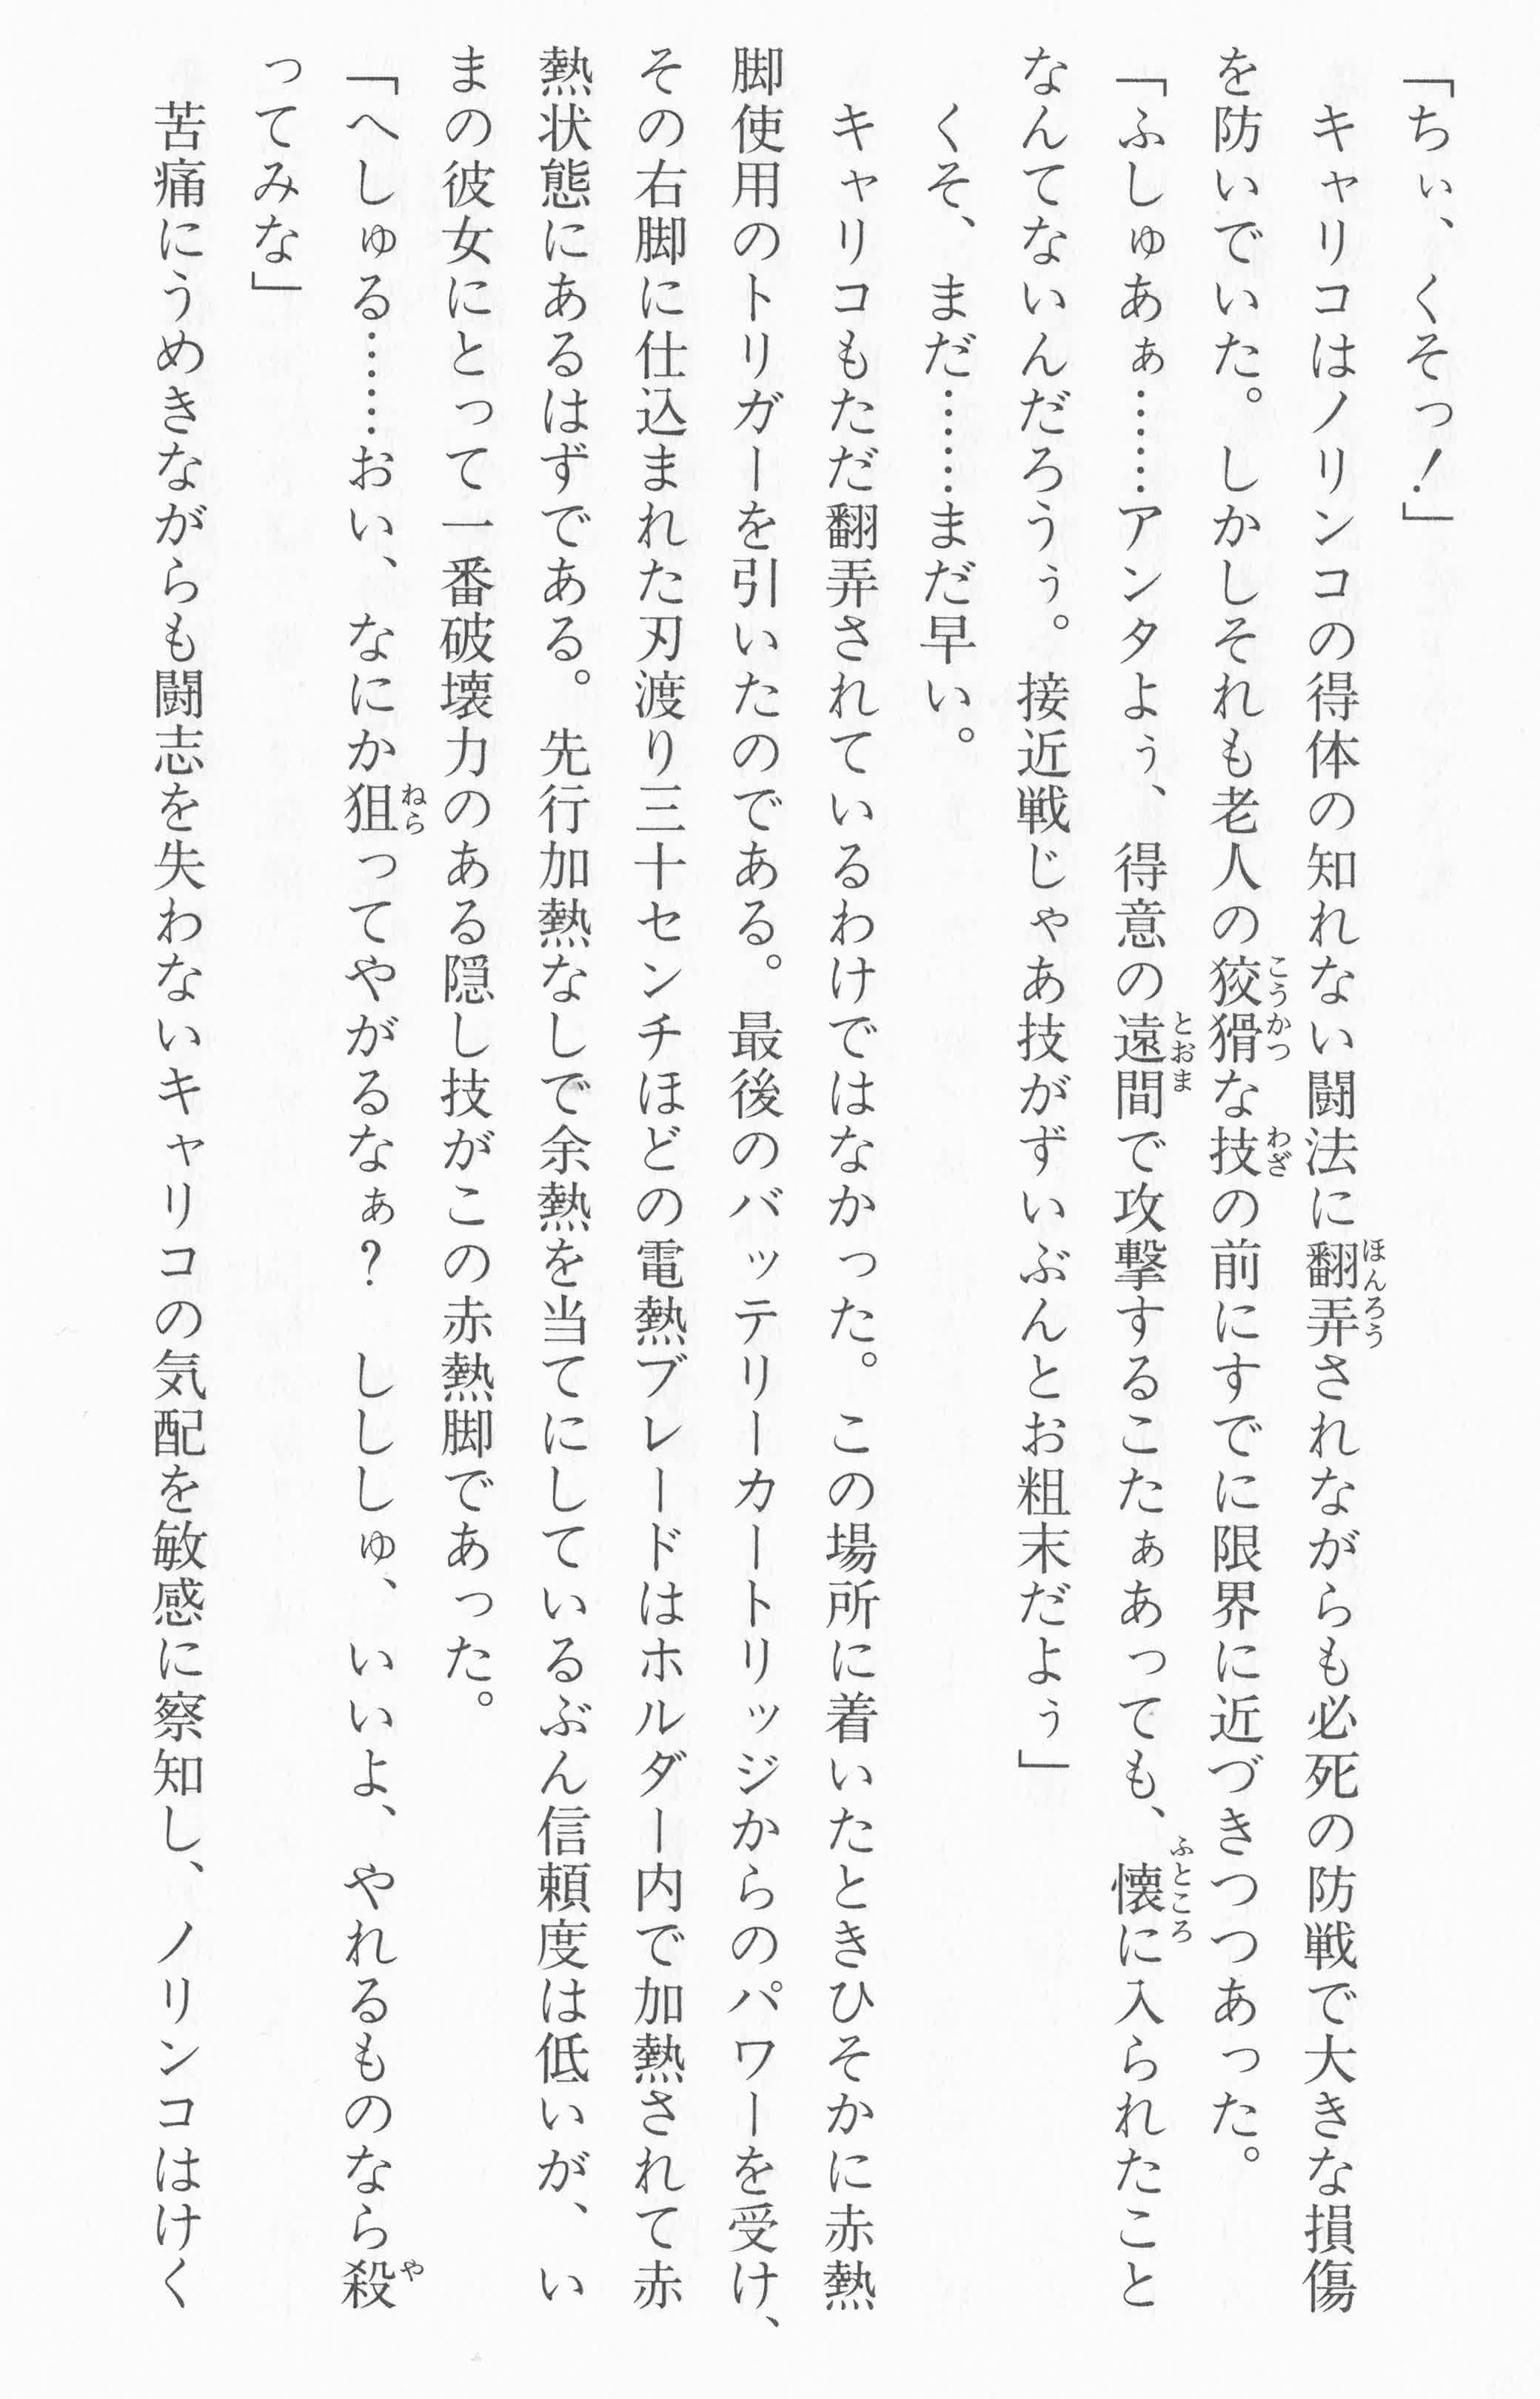 「ちぃ、くそっ！」
　キャリコはノリンコの得体の知れない闘法に翻弄されながらも必死の防戦で大きな損傷
を防いでいた。しかしそれも老人の狡猾な技の前にすでに限界に近づきつつあった。
「ふしゅあぁ……アンタよぅ、得意の遠間で攻撃するこたぁあっても、懐に入られたこと
なんてないんだろうぅ。接近戦じゃあ技がずいぶんとお粗末だよぅ」
　くそ、まだ……まだ早い。
　キャリコもただ翻弄されているわけではなかった。この場所に着いたときひそかに赤熱
脚使用のトリガーを引いたのである。最後のバッテリーカートリッジからのパワーを受け、
その右脚に仕込まれた刃渡り三十センチほどの電熱ブレードはホルダー内で加熱されて赤
熱状態にあるはずである。先行加熱なしで余熱を当てにしているぶん信頼度は低いが、い
まの彼女にとって一番破壊力のある隠し技がこの赤熱脚であった。
「へしゅる……おい、なにか狙ってやがるなぁ？　ししししゅ、いいよ、やれるものなら殺
ってみな」
　苦痛にうめきながらも闘志を失わないキャリコの気配を敏感に察知し、ノリンコはけく